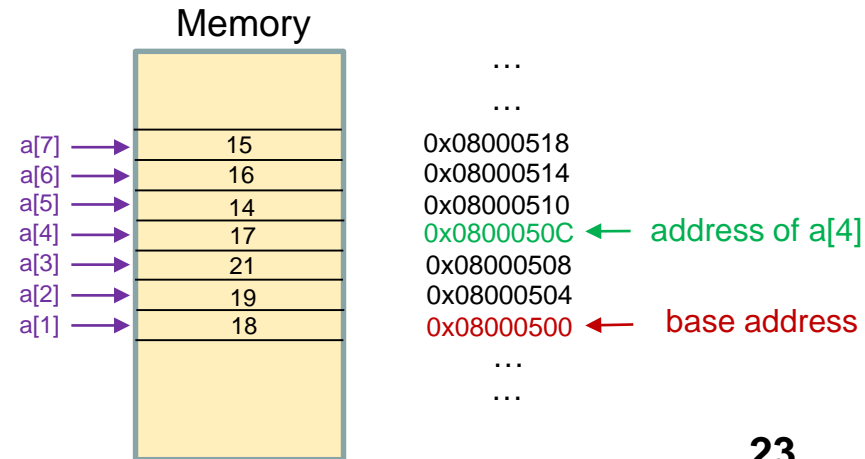 Memory
…
…
a[7] 15 0x08000518
a[6] 16 0x08000514
a[5] 14 0x08000510
a[4] 17 0x0800050C address of a[4]
a[3] 21 0x08000508
a[2] 19 0x08000504
a[1] 18 0x08000500 base address
…
…
23